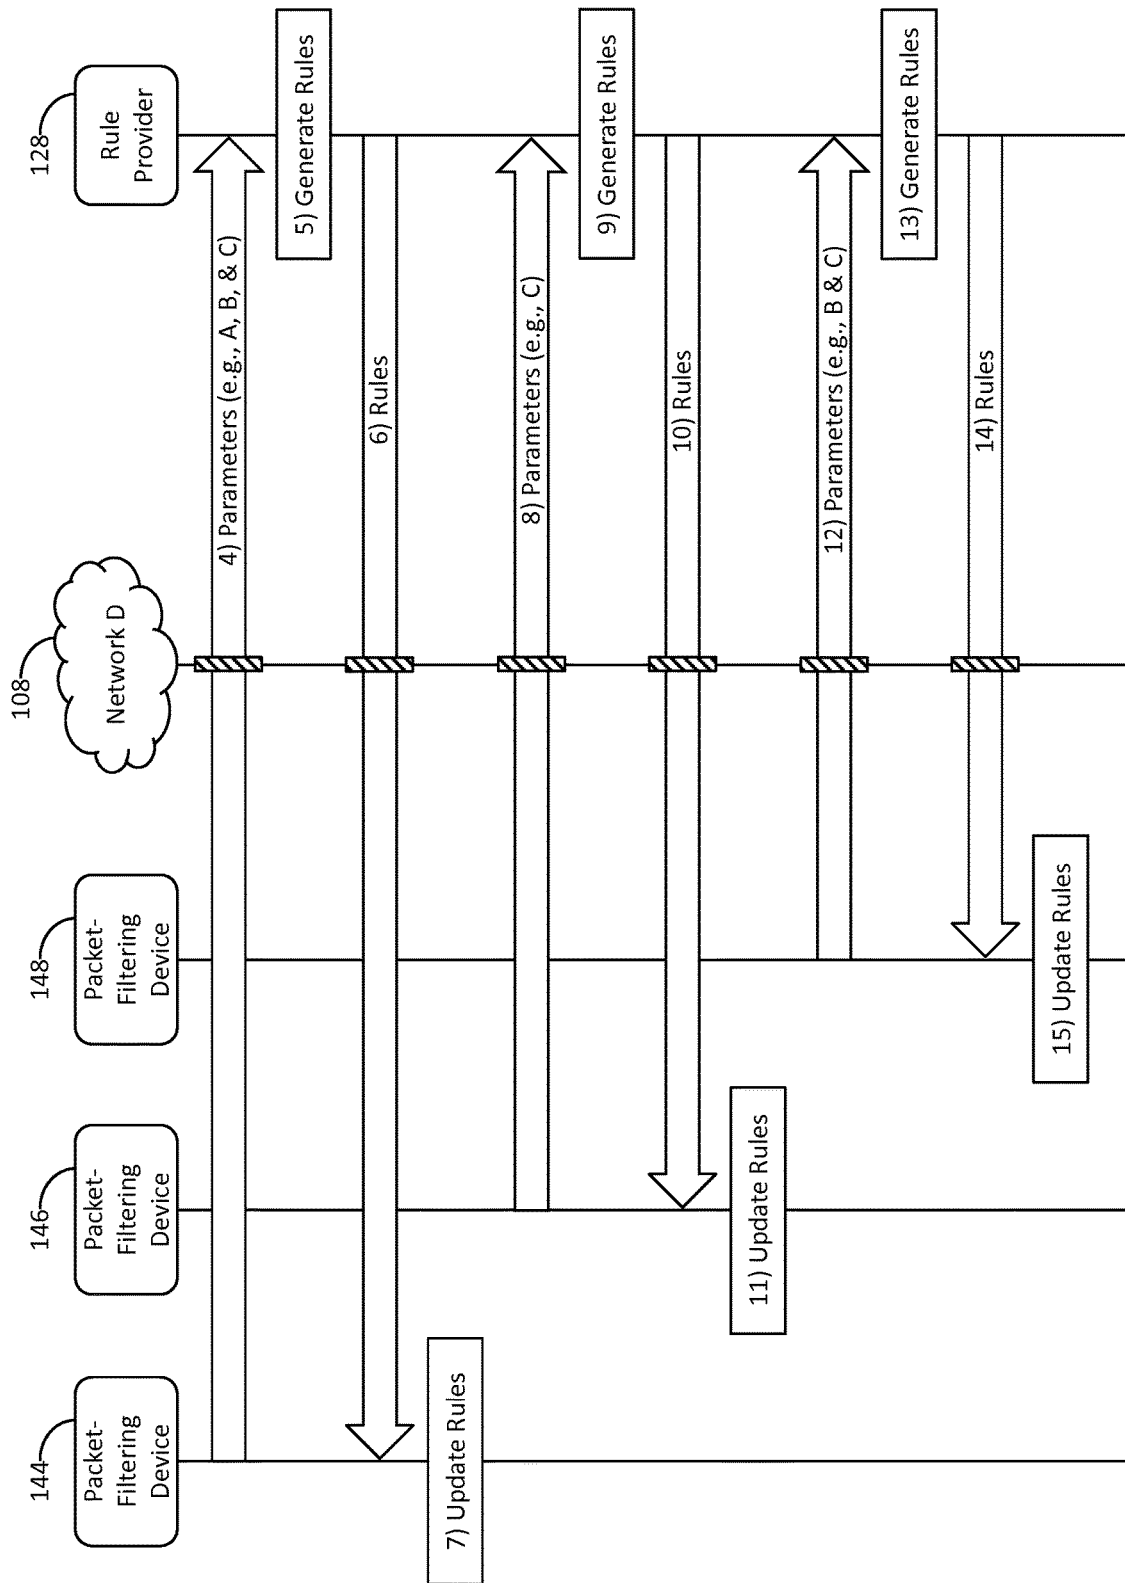 144
Packet-
Filtering
Device
146
Packet-
Filtering
Device
148
Packet-
Filtering
Device
108
Network D
128
Rule
Provider
4) Parameters (e.g., A, B, & C)
5) Generate Rules
6) Rules
7) Update Rules
8) Parameters (e.g., C)
9) Generate Rules
10) Rules
11) Update Rules
12) Parameters (e.g., B & C)
13) Generate Rules
14) Rules
15) Update Rules